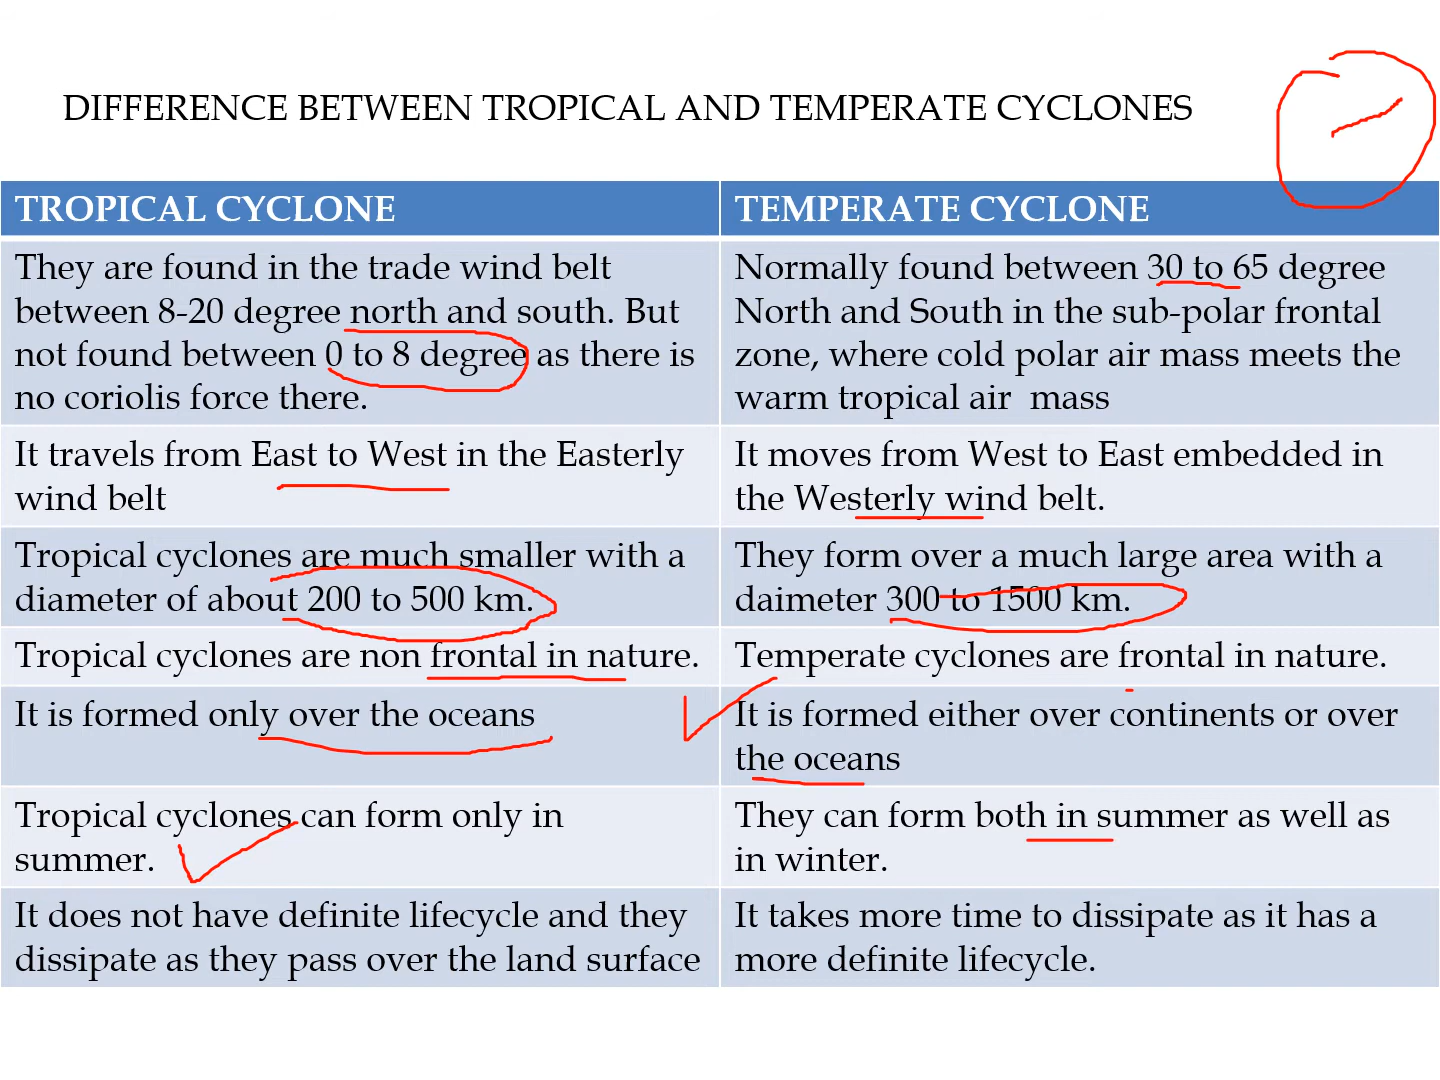 DIFFERENCE BETWEEN TROPICAL AND TEMPERATE CYCLONES
TROPICAL CYCLONE
TEMPERATE CYCLONE
They are found in the trade wind belt
between 8-20 degree north and south. But
not found between 0 to 8 degree as there is
no coriolis force there.
Normally found between 30 to 65 degree
North and South in the sub-polar frontal
zone, where cold polar air mass meets the
warm tropical air mass
It travels from East to West in the Easterly
wind belt
It moves from West to East embedded in
the Westerly wind belt.
Tropical cyclones are much smaller with a
diameter of about 200 to 500 km.
They form over a much large area with a
daimeter 300 to 1500 km.
Tropical cyclones are non frontal in nature.
Temperate cyclones are frontal in nature.
It is formed only over the oceans
It is formed either over continents or over
the oceans
Tropical cyclones can form only in
summer.
They can form both in summer as well as
in winter.
It does not have definite lifecycle and they
dissipate as they pass over the land surface
It takes more time to dissipate as it has a
more definite lifecycle.